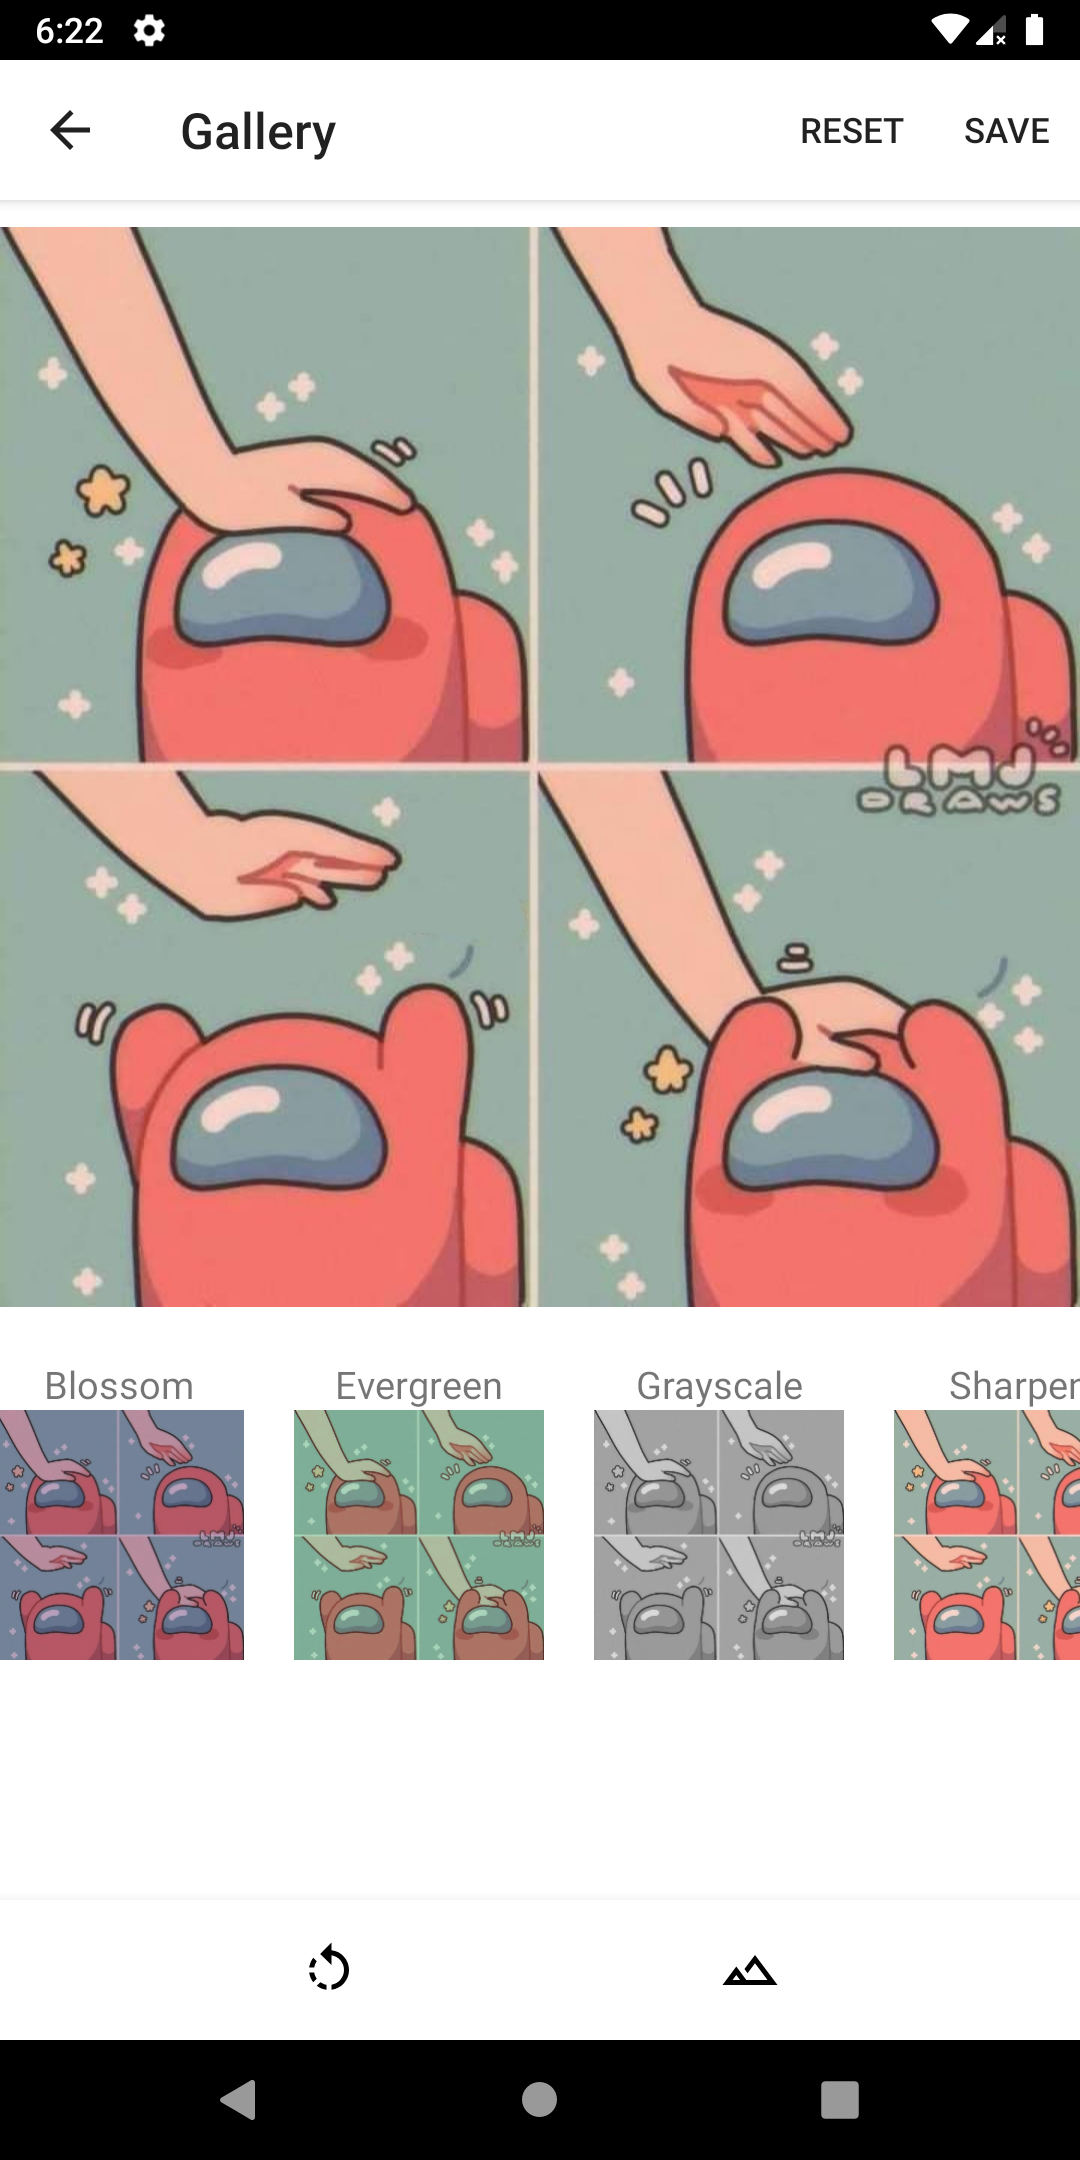 6:22
Gallery
RESET
SAVE
LMJ
DRAWS
Blossom
Evergreen
Grayscale
Sharpen